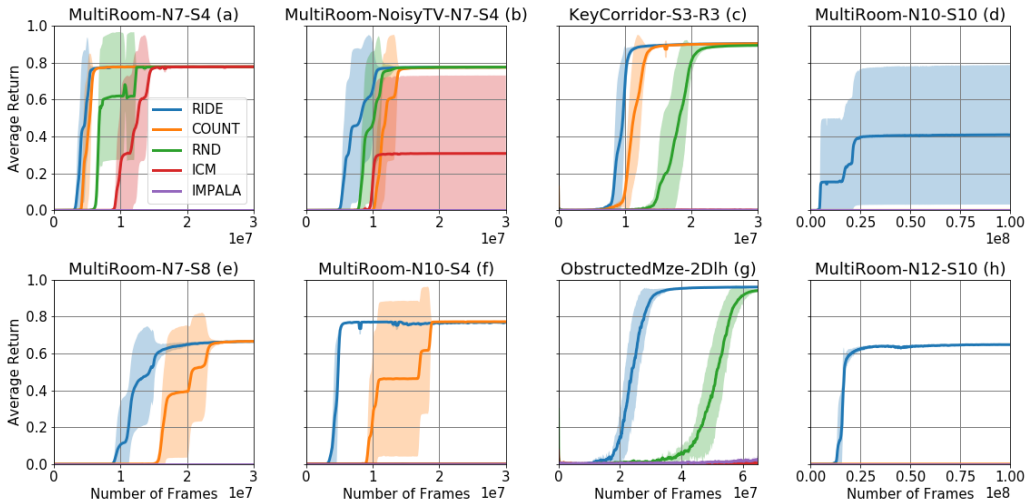 MultiRoom-N7-S4 (a)
MultiRoom-NoisyTV-N7-S4 (b)
KeyCorridor-S3-R3 (c)
MultiRoom-N10-S10 (d)
Average Return
1.0
0.8
0.6
0.4
0.2
0.0
RIDE
COUNT
RND
ICM
IMPALA
0 1 2 3
1e7
0 1 2 3
1e7
0 1 2 3
1e7
0.00 0.25 0.50 0.75 1.00
1e8
MultiRoom-N7-S8 (e)
MultiRoom-N10-S4 (f)
ObstructedMze-2Dlh (g)
MultiRoom-N12-S10 (h)
Average Return
1.0
0.8
0.6
0.4
0.2
0.0
0 1 2 3
Number of Frames 1e7
0 1 2 3
Number of Frames 1e7
0 2 4 6
Number of Frames 1e7
0.00 0.25 0.50 0.75 1.00
Number of Frames 1e8